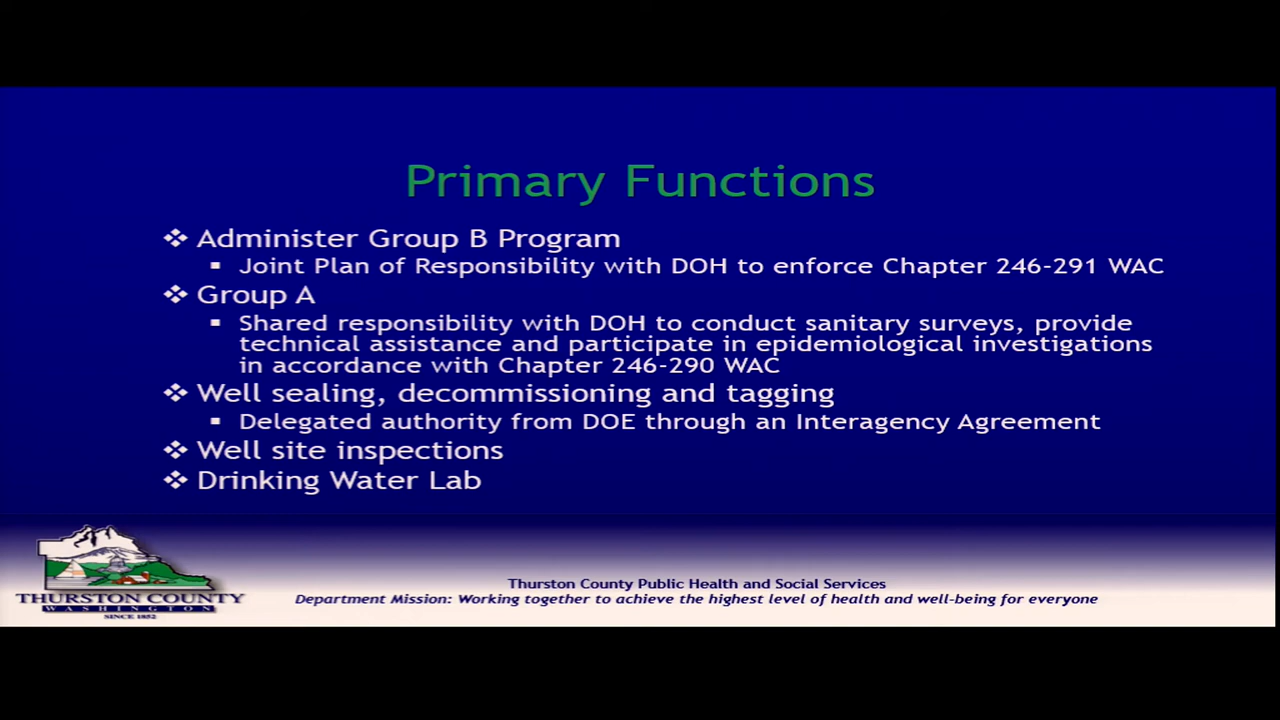 Primary Functions
❖ Administer Group B Program
▪ Joint Plan of Responsibility with DOH to enforce Chapter 246-291 WAC
❖ Group A
▪ Shared responsibility with DOH to conduct sanitary surveys, provide
technical assistance and participate in epidemiological investigations
in accordance with Chapter 246-290 WAC
❖ Well sealing, decommissioning and tagging
▪ Delegated authority from DOE through an Interagency Agreement
❖ Well site inspections
❖ Drinking Water Lab
THURSTON COUNTY
WASHINGTON
SINCE 1852
Thurston County Public Health and Social Services
Department Mission: Working together to achieve the highest level of health and well-being for everyone